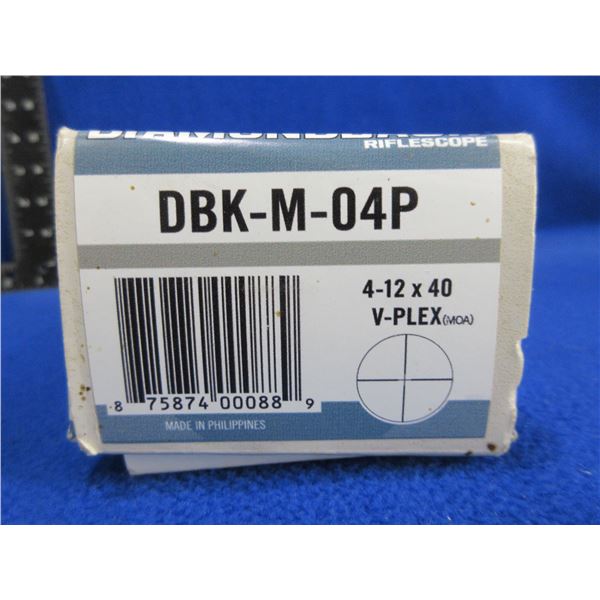 RIFLESCOPE
DBK-M-04P
4-12 x 40
V-PLEX(MOA)
8 75874 00088 9
MADE IN PHILIPPINES